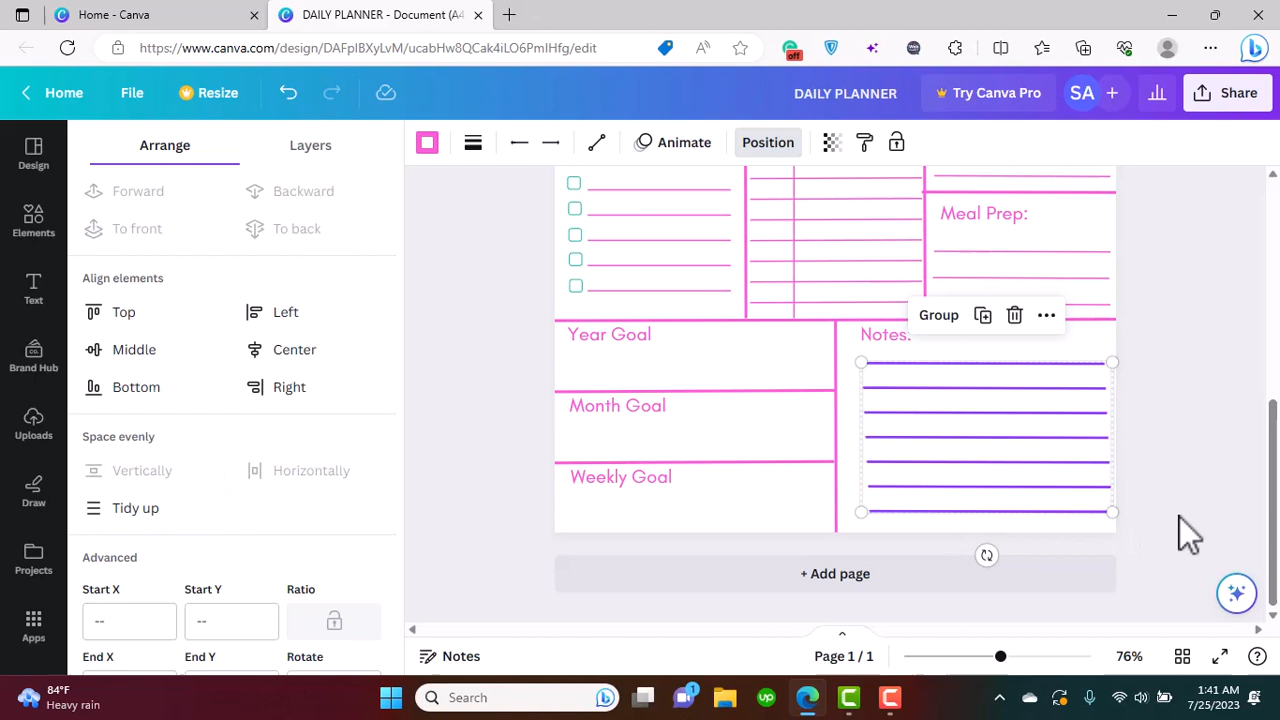 Home - Canva
DAILY PLANNER - Document (A4
https://www.canva.com/design/DAFpIBXyLvM/ucabHw8QCak4iLO6PmIHfg/edit
off
Home
File
Resize
DAILY PLANNER
Try Canva Pro
SA
Share
Design
Elements
Text
Brand Hub
CO.
Uploads
Draw
Projects
Apps
Arrange
Layers
Forward
Backward
To front
To back
Align elements
Top
Left
Middle
Center
Bottom
Right
Space evenly
Vertically
Horizontally
Tidy up
Advanced
Start X
Start Y
Ratio
--
--
End X
End Y
Rotate
Animate
Position
Meal Prep:
Group
Year Goal
Notes:
Month Goal
Weekly Goal
+ Add page
Notes
Page 1 / 1
76%
84°F
Heavy rain
Search
1
up
1:41 AM
7/25/2023